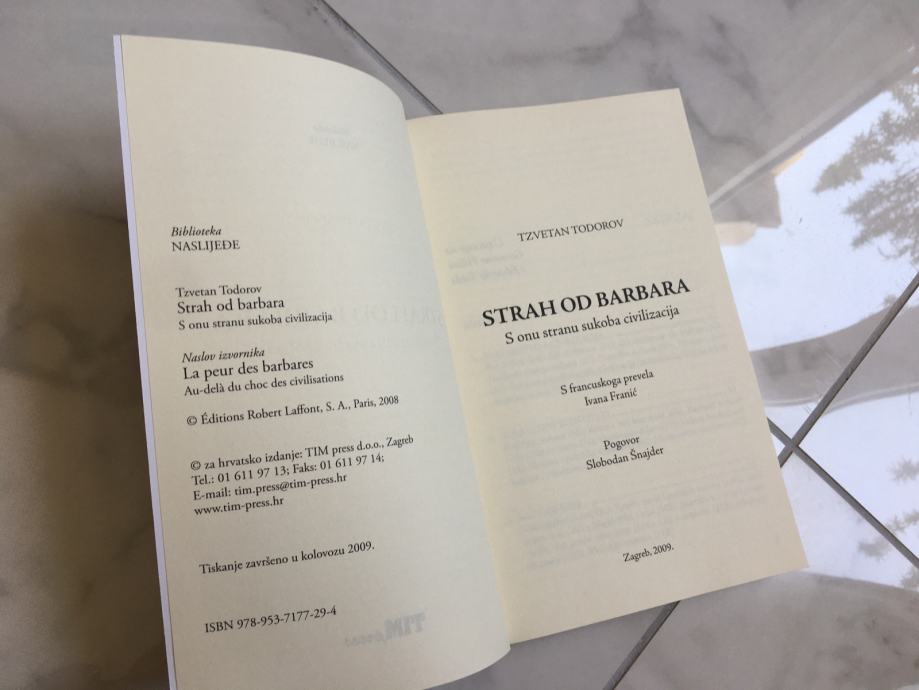 Biblioteka
NASLIJEĐE
Tzvetan Todorov
Strah od barbara
S onu stranu sukoba civilizacija
Naslov izvornika
La peur des barbares
Au-delà du choc des civilisations
© Éditions Robert Laffont, S. A., Paris, 2008
© za hrvatsko izdanje: TIM press d.o.o., Zagreb
Tel.: 01 611 97 13; Faks: 01 611 97 14;
E-mail: tim.press@tim-press.hr
www.tim-press.hr
Tiskanje završeno u kolovozu 2009.
ISBN 978-953-7177-29-4
TZVETAN TODOROV
STRAH OD BARBARA
S onu stranu sukoba civilizacija
S francuskoga prevela
Ivana Franić
Pogovor
Slobodan Šnajder
Zagreb, 2009.